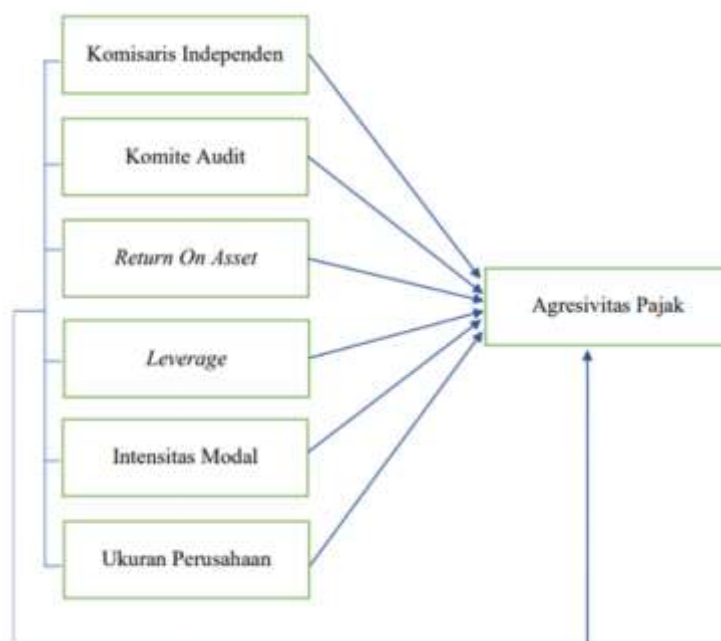 Komisaris Independen
Komite Audit
Return On Asset
Leverage
Intensitas Modal
Ukuran Perusahaan
Agresivitas Pajak